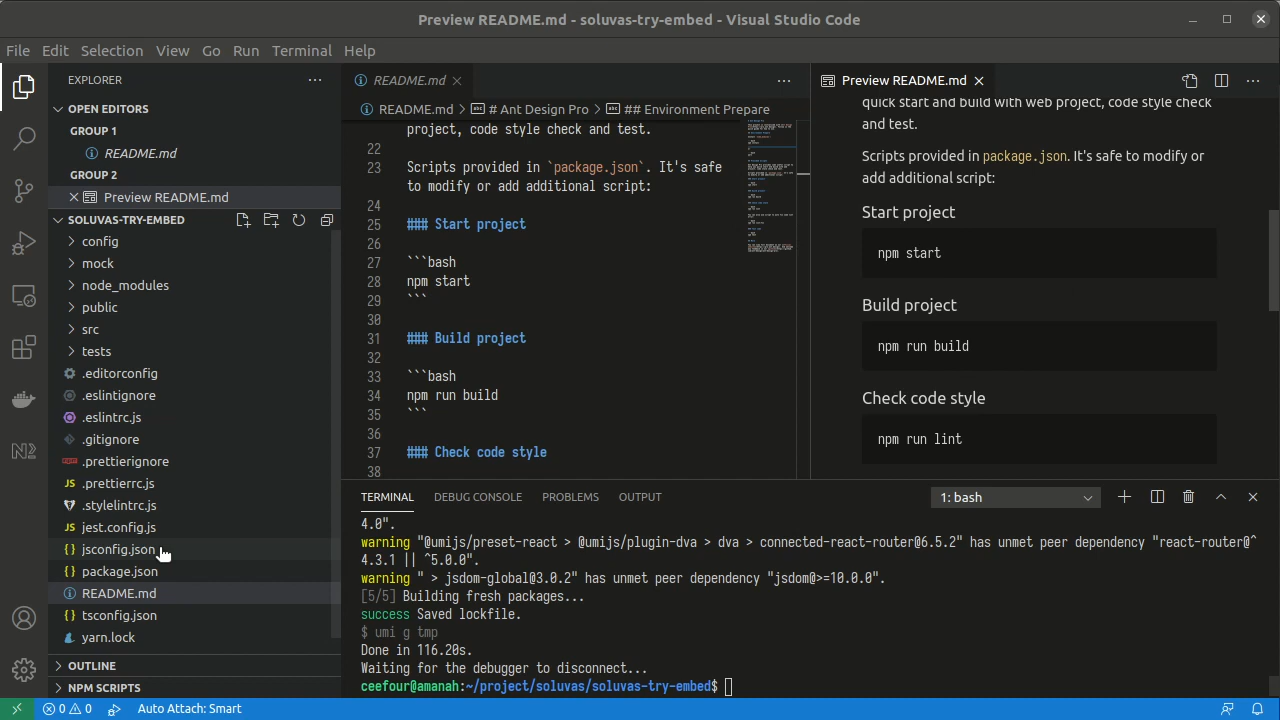 Preview README.md - soluvas-try-embed - Visual Studio Code
File Edit Selection View Go Run Terminal Help
EXPLORER
OPEN EDITORS
GROUP 1
README.md
GROUP 2
Preview README.md
SOLUVAS-TRY-EMBED
config
mock
node_modules
public
src
tests
.editorconfig
.eslintignore
.eslintrc.js
.gitignore
.prettierignore
JS .prettierrc.js
.stylelintrc.js
JS jest.config.js
{} jsconfig.json
{} package.json
README.md
{} tsconfig.json
yarn.lock
OUTLINE
NPM SCRIPTS
README.md
README.md > # Ant Design Pro > ## Environment Prepare
project, code style check and test.
22
23 Scripts provided in `package.json`. It's safe
to modify or add additional script:
24
25 ### Start project
26
27 ```bash
28 npm start
29 ```
30
31 ### Build project
32
33 ```bash
34 npm run build
35 ```
36
37 ### Check code style
38
Preview README.md
quick start and build with web project, code style check
and test.
Scripts provided in package.json. It's safe to modify or
add additional script:
Start project
npm start
Build project
npm run build
Check code style
npm run lint
TERMINAL DEBUG CONSOLE PROBLEMS OUTPUT 1: bash
4.0".
warning "@umijs/preset-react > @umijs/plugin-dva > dva > connected-react-router@6.5.2" has unmet peer dependency "react-router@^
4.3.1 || ^5.0.0".
warning " > jsdom-global@3.0.2" has unmet peer dependency "jsdom@>=10.0.0".
[5/5] Building fresh packages...
success Saved lockfile.
$ umi g tmp
Done in 116.20s.
Waiting for the debugger to disconnect...
ceefour@amanah:~/project/soluvas/soluvas-try-embed$
0 0 Auto Attach: Smart